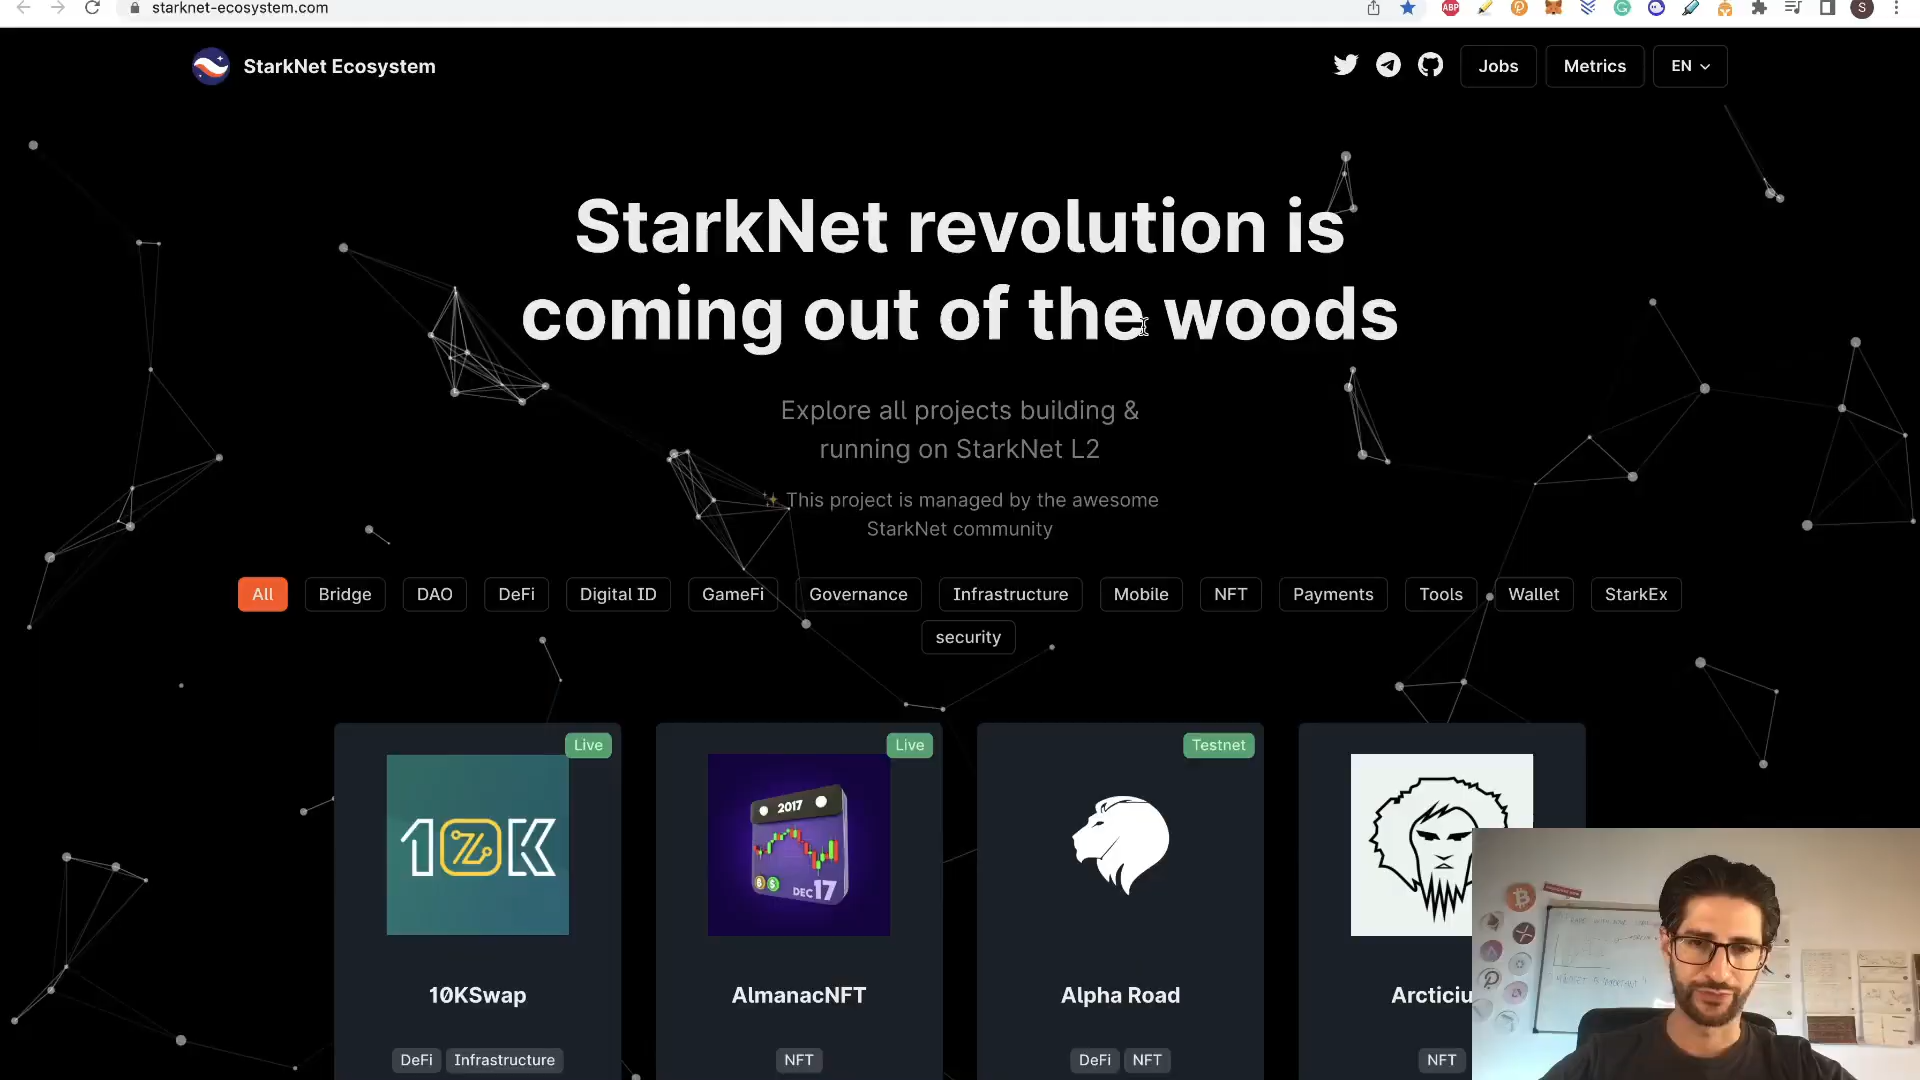 starknet-ecosystem.com
ABP
S
StarkNet Ecosystem
Jobs
Metrics
EN
StarkNet revolution is
coming out of the woods
Explore all projects building &
running on StarkNet L2
✨ This project is managed by the awesome
StarkNet community
All
Bridge
DAO
DeFi
Digital ID
GameFi
Governance
Infrastructure
Mobile
NFT
Payments
Tools
Wallet
StarkEx
security
Live
Live
Testnet
10K
2017
DEC 17
10KSwap
AlmanacNFT
Alpha Road
Arcticiu
DeFi
Infrastructure
NFT
DeFi
NFT
NFT